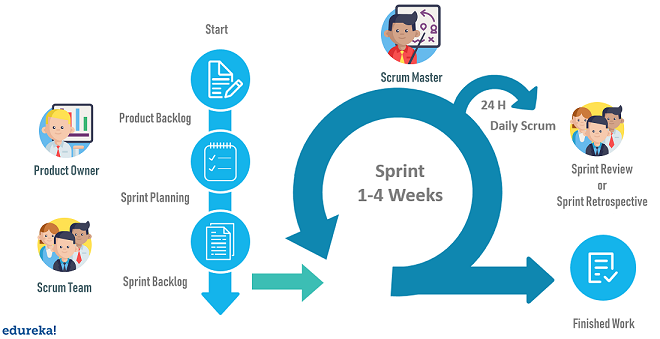 Start
Product Backlog
Sprint Planning
Sprint Backlog
Product Owner
Scrum Team
Scrum Master
24 H
Daily Scrum
Sprint
1-4 Weeks
Sprint Review
or
Sprint Retrospective
Finished Work
edureka!